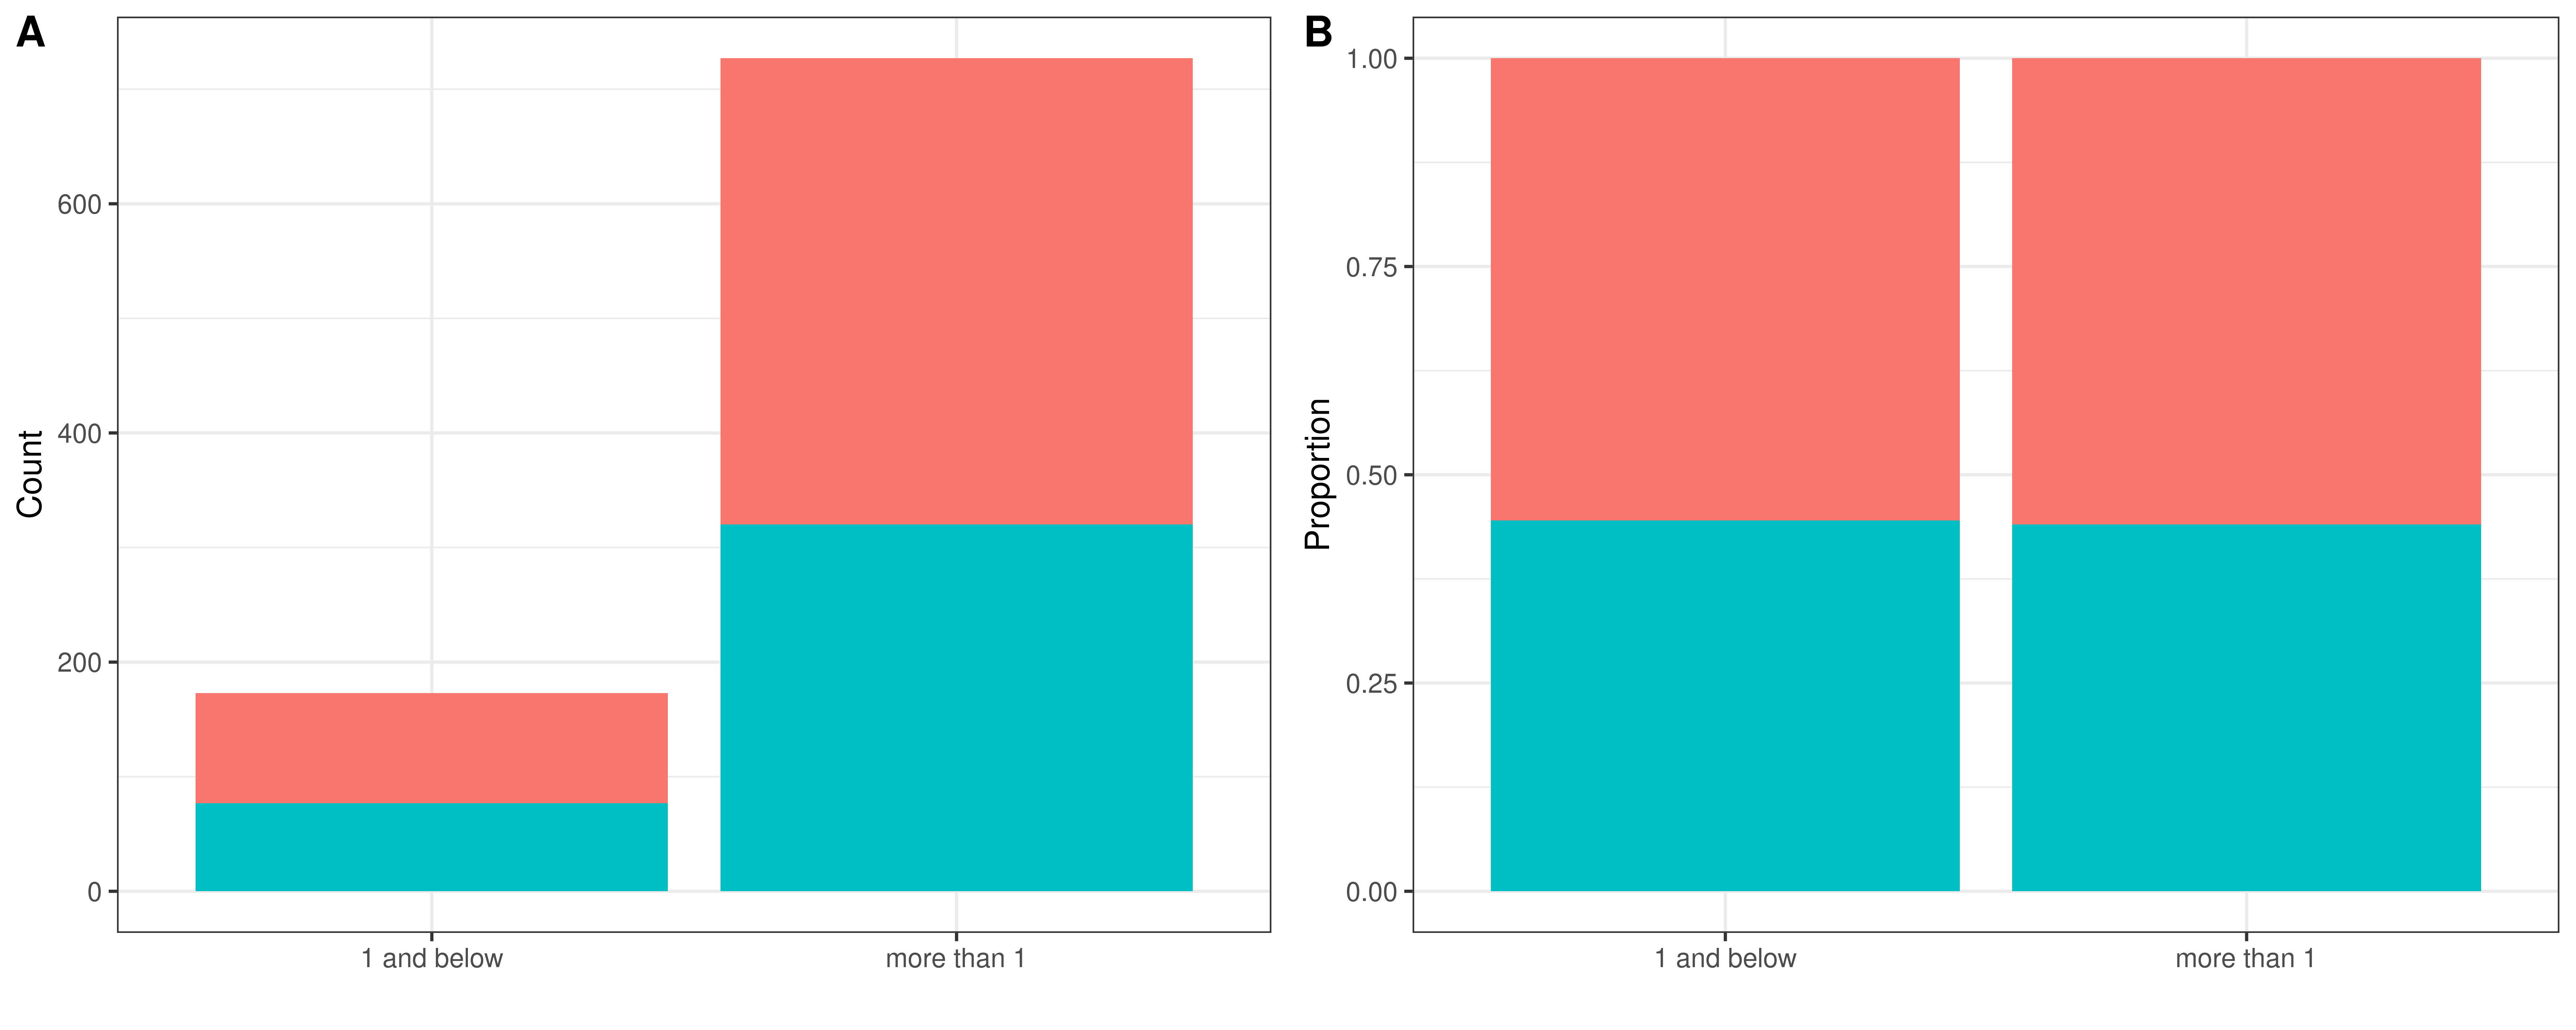 A
Count
600
400
200
0
1 and below
more than 1
B
Proportion
1.00
0.75
0.50
0.25
0.00
1 and below
more than 1